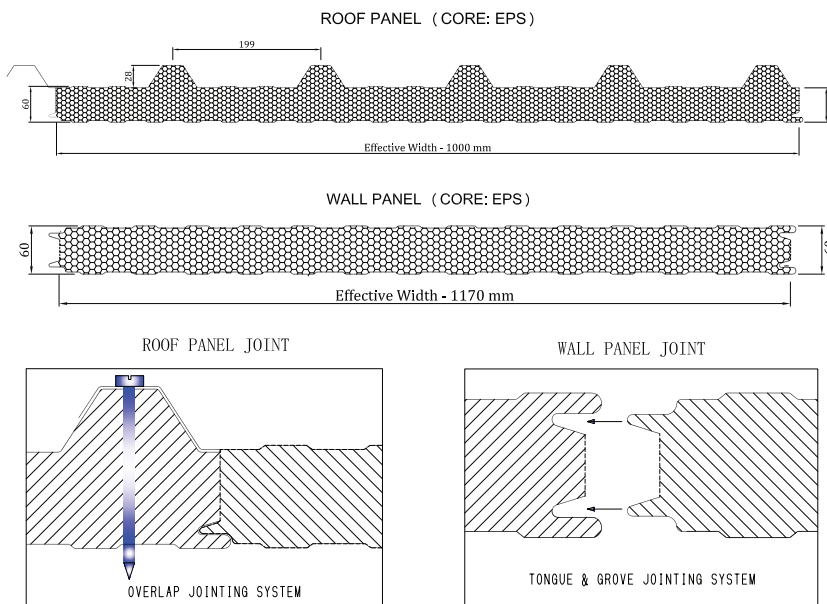 ROOF PANEL (CORE: EPS)
199
28
60
Effective Width - 1000 mm
WALL PANEL (CORE: EPS)
60
Effective Width - 1170 mm
ROOF PANEL JOINT
WALL PANEL JOINT
OVERLAP JOINTING SYSTEM
TONGUE & GROVE JOINTING SYSTEM